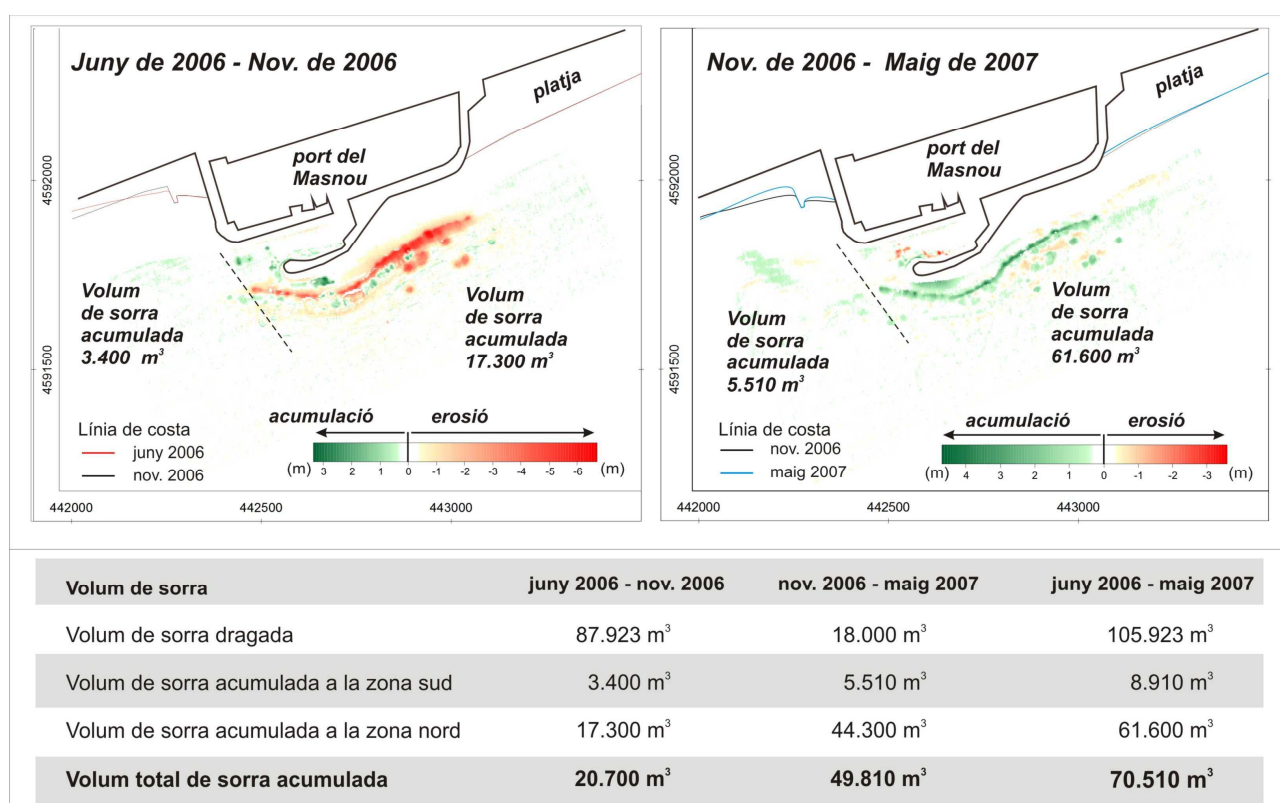 Juny de 2006 - Nov. de 2006
platja
port del
Masnou
4592000
4591500
Volum
de sorra
acumulada
3.400 m³
Volum
de sorra
acumulada
17.300 m³
Línia de costa
juny 2006
nov. 2006
acumulació
erosió
(m) 3 2 1 0 -1 -2 -3 -4 -5 -6 (m)
442000 442500 443000
Nov. de 2006 - Maig de 2007
platja
port del
Masnou
4592000
4591500
Volum
de sorra
acumulada
5.510 m³
Volum
de sorra
acumulada
61.600 m³
Línia de costa
nov. 2006
maig 2007
acumulació
erosió
(m) 4 3 2 1 0 -1 -2 -3 (m)
442000 442500 443000
Volum de sorra juny 2006 - nov. 2006 nov. 2006 - maig 2007 juny 2006 - maig 2007
Volum de sorra dragada 87.923 m³ 18.000 m³ 105.923 m³
Volum de sorra acumulada a la zona sud 3.400 m³ 5.510 m³ 8.910 m³
Volum de sorra acumulada a la zona nord 17.300 m³ 44.300 m³ 61.600 m³
Volum total de sorra acumulada 20.700 m³ 49.810 m³ 70.510 m³